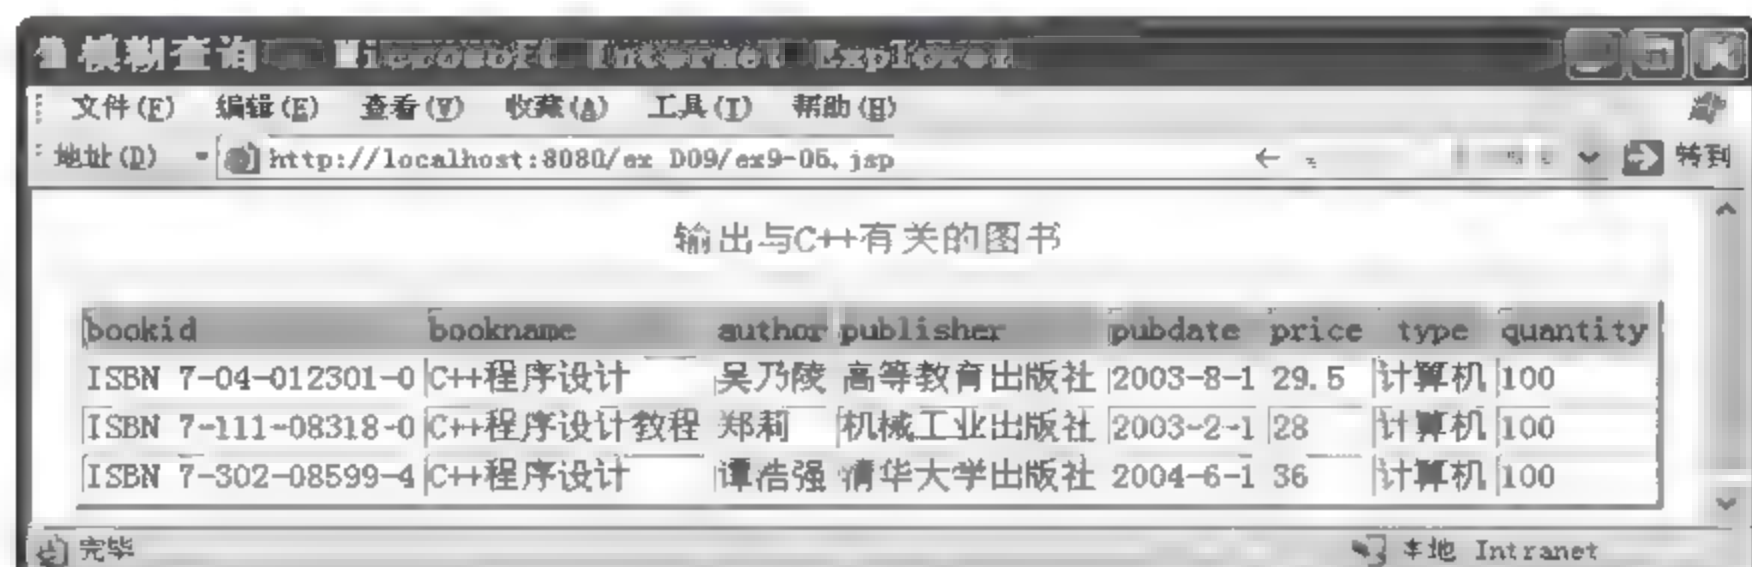 模糊查询 - Microsoft Internet Explorer
文件(F) 编辑(E) 查看(V) 收藏(A) 工具(T) 帮助(H)
地址(D) http://localhost:8080/ex D09/ex9-05.jsp 转到
输出与C++有关的图书
bookid bookname author publisher pubdate price type quantity
ISBN 7-04-012301-0 C++程序设计 吴乃陵 高等教育出版社 2003-8-1 29.5 计算机 100
ISBN 7-111-08318-0 C++程序设计教程 郑莉 机械工业出版社 2003-2-1 28 计算机 100
ISBN 7-302-08599-4 C++程序设计 谭浩强 清华大学出版社 2004-6-1 36 计算机 100
完毕 本地 Intranet